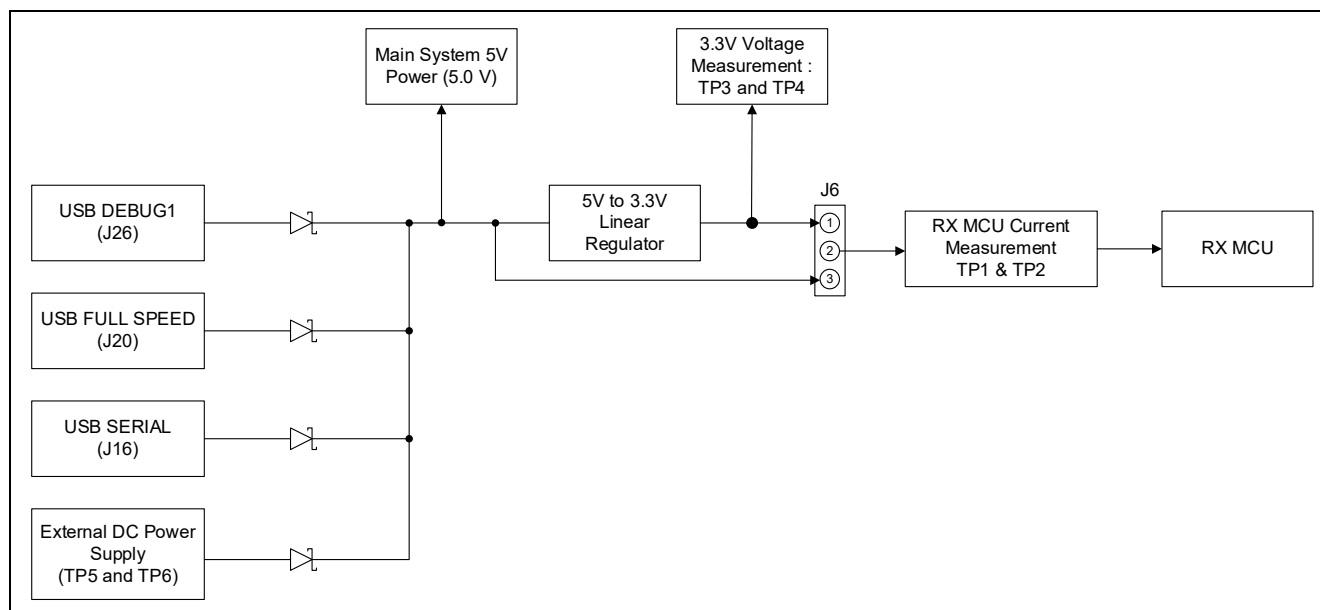 Main System 5V
Power (5.0 V)
3.3V Voltage
Measurement :
TP3 and TP4
USB DEBUG1
(J26)
5V to 3.3V
Linear
Regulator
J6
1
2
3
RX MCU Current
Measurement
TP1 & TP2
RX MCU
USB FULL SPEED
(J20)
USB SERIAL
(J16)
External DC Power
Supply
(TP5 and TP6)